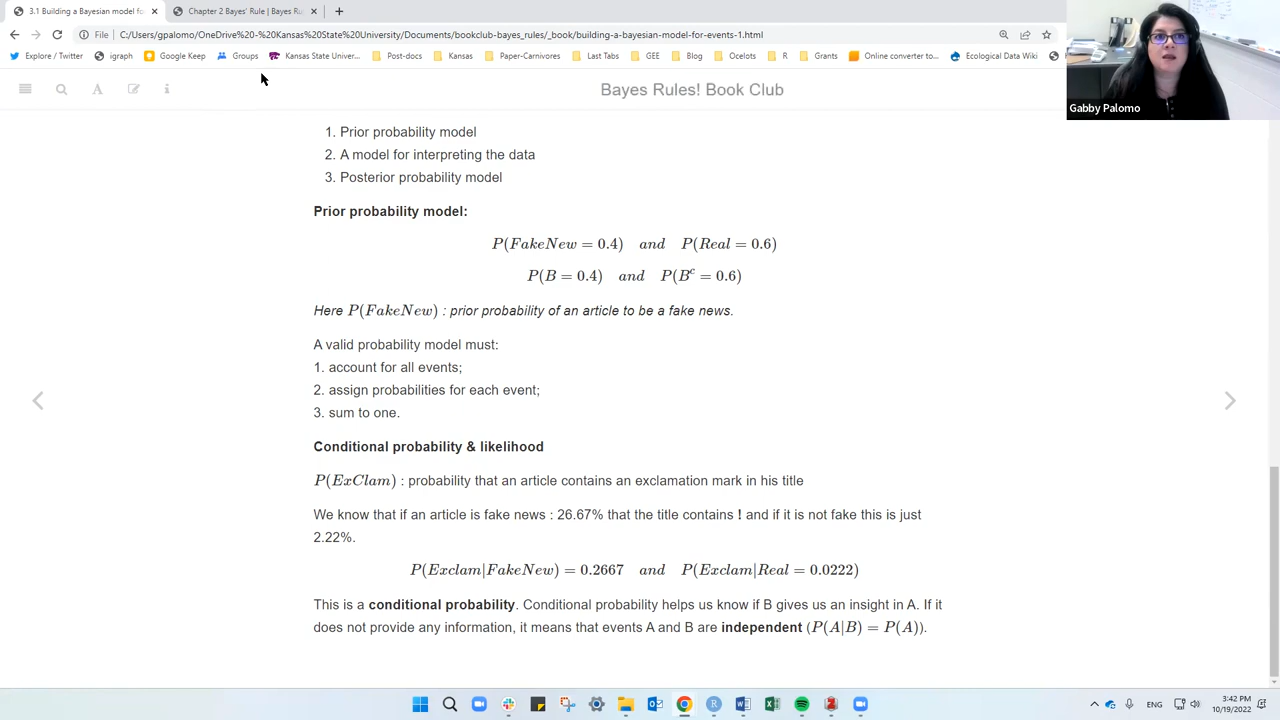 3.1 Building a Bayesian model fo
Chapter 2 Bayes' Rule | Bayes Ru
File | C:/Users/gpalomo/OneDrive%20-%20Kansas%20State%20University/Documents/bookclub-bayes_rules/_book/building-a-bayesian-model-for-events-1.html
Explore / Twitter
igraph
Google Keep
Groups
Kansas State Univer...
Post-docs
Kansas
Paper-Carnivores
Last Tabs
GEE
Blog
Ocelots
R
Grants
Online converter to...
Ecological Data Wiki
Gabby Palomo
A
i
Bayes Rules! Book Club
1. Prior probability model
2. A model for interpreting the data
3. Posterior probability model
Prior probability model:
P(FakeNew = 0.4) and P(Real = 0.6)
P(B = 0.4) and P(Bᶜ = 0.6)
Here P(FakeNew) : prior probability of an article to be a fake news.
A valid probability model must:
1. account for all events;
2. assign probabilities for each event;
3. sum to one.
Conditional probability & likelihood
P(ExClam) : probability that an article contains an exclamation mark in his title
We know that if an article is fake news : 26.67% that the title contains ! and if it is not fake this is just
2.22%.
P(Exclam|FakeNew) = 0.2667 and P(Exclam|Real = 0.0222)
This is a conditional probability. Conditional probability helps us know if B gives us an insight in A. If it
does not provide any information, it means that events A and B are independent (P(A|B) = P(A)).
ENG
3:42 PM
10/19/2022